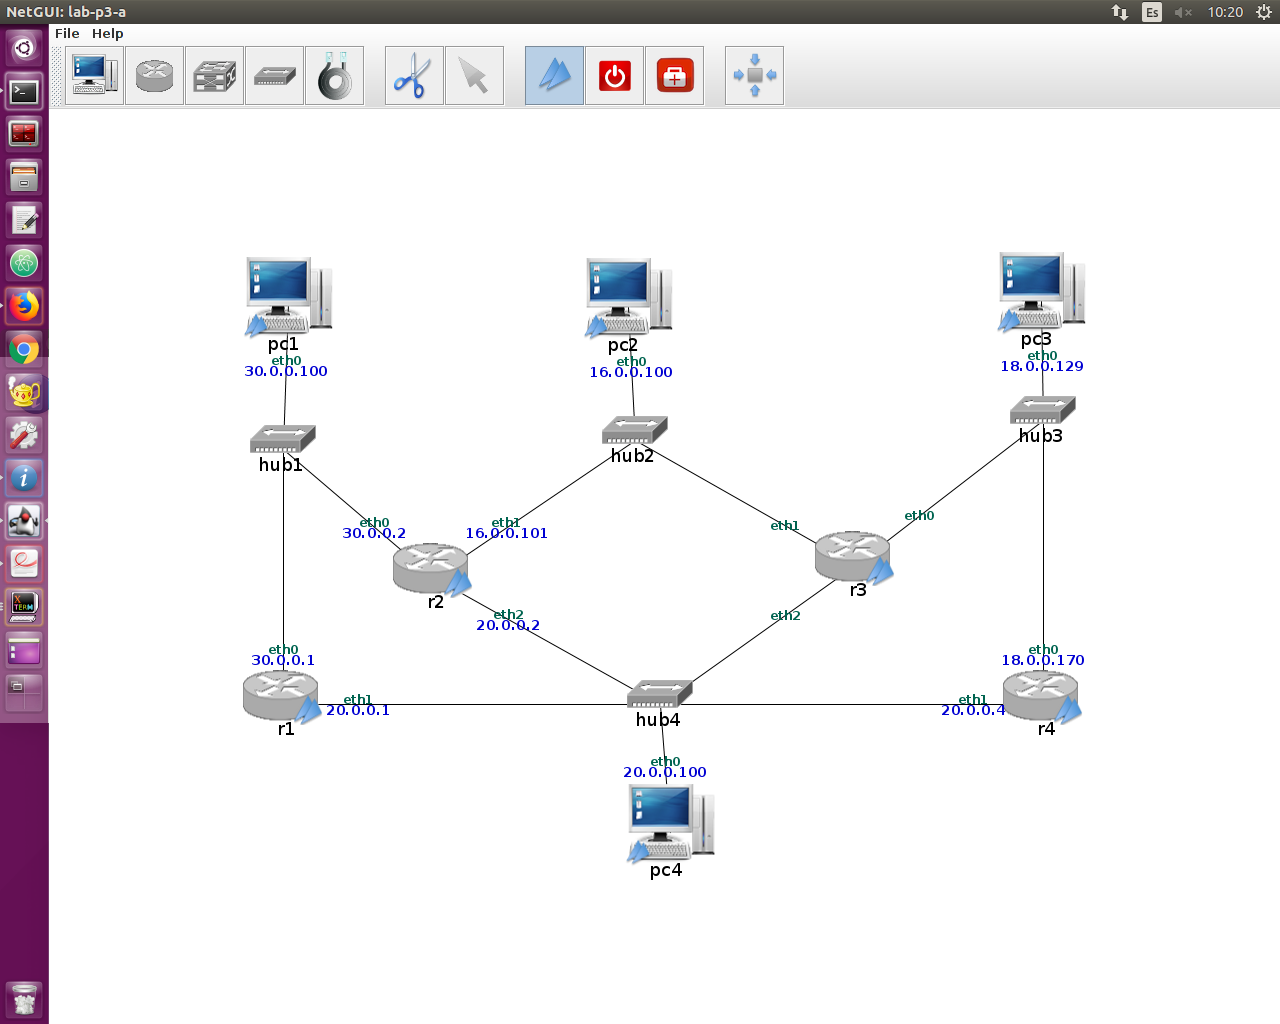 NetGUI: lab-p3-a
Es
10:20
File Help
pc1
eth0
30.0.0.100
pc2
eth0
16.0.0.100
pc3
eth0
18.0.0.129
hub1
hub2
hub3
eth0
30.0.0.2
eth1
16.0.0.101
r2
eth2
20.0.0.2
eth1
eth0
r3
eth2
eth0
30.0.0.1
r1
eth1
20.0.0.1
hub4
eth0
18.0.0.170
eth1
20.0.0.4
r4
eth0
20.0.0.100
pc4
X
TERM